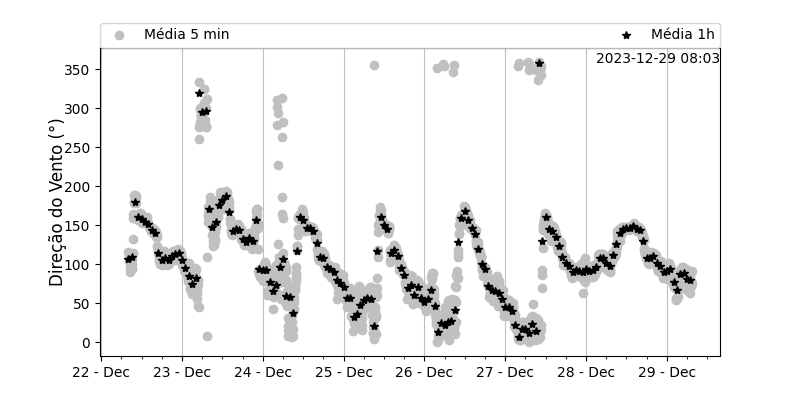 Média 5 min
Média 1h
2023-12-29 08:03
Direção do Vento (°)
350
300
250
200
150
100
50
0
22 - Dec 23 - Dec 24 - Dec 25 - Dec 26 - Dec 27 - Dec 28 - Dec 29 - Dec